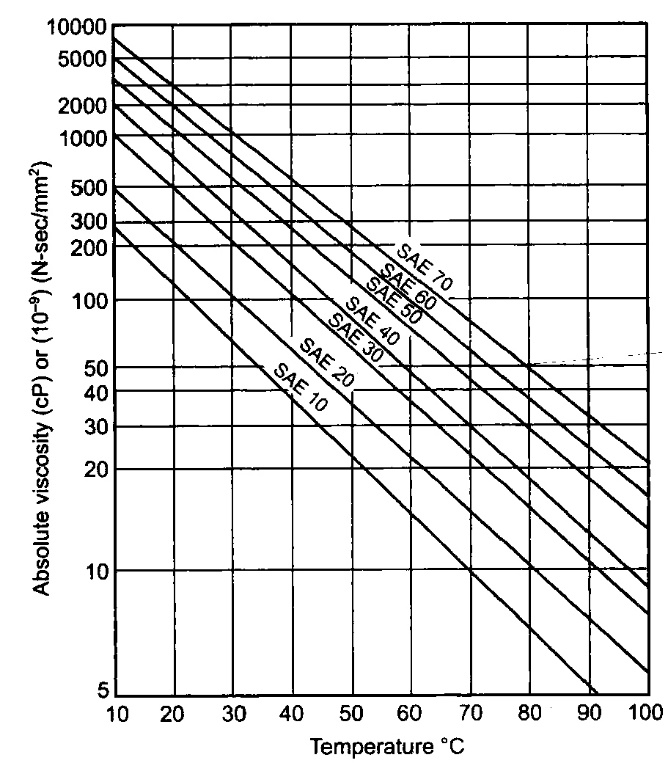 Absolute viscosity (cP) or (10⁻⁹) (N-sec/mm²)
10000
5000
2000
1000
500
300
200
100
50
40
30
20
10
5
SAE 70
SAE 60
SAE 50
SAE 40
SAE 30
SAE 20
SAE 10
10 20 30 40 50 60 70 80 90 100
Temperature °C